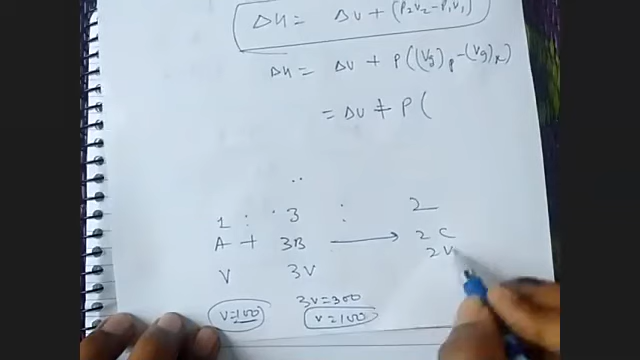 ΔH = ΔU + (P₂V₂ – P₁V₁)
ΔH = ΔU + P((Vg)p – (Vg)R)
= ΔU + P(
1 : 3 : 2
A + 3B → 2C
V 3V 2V
3V=300
V=100 V=100